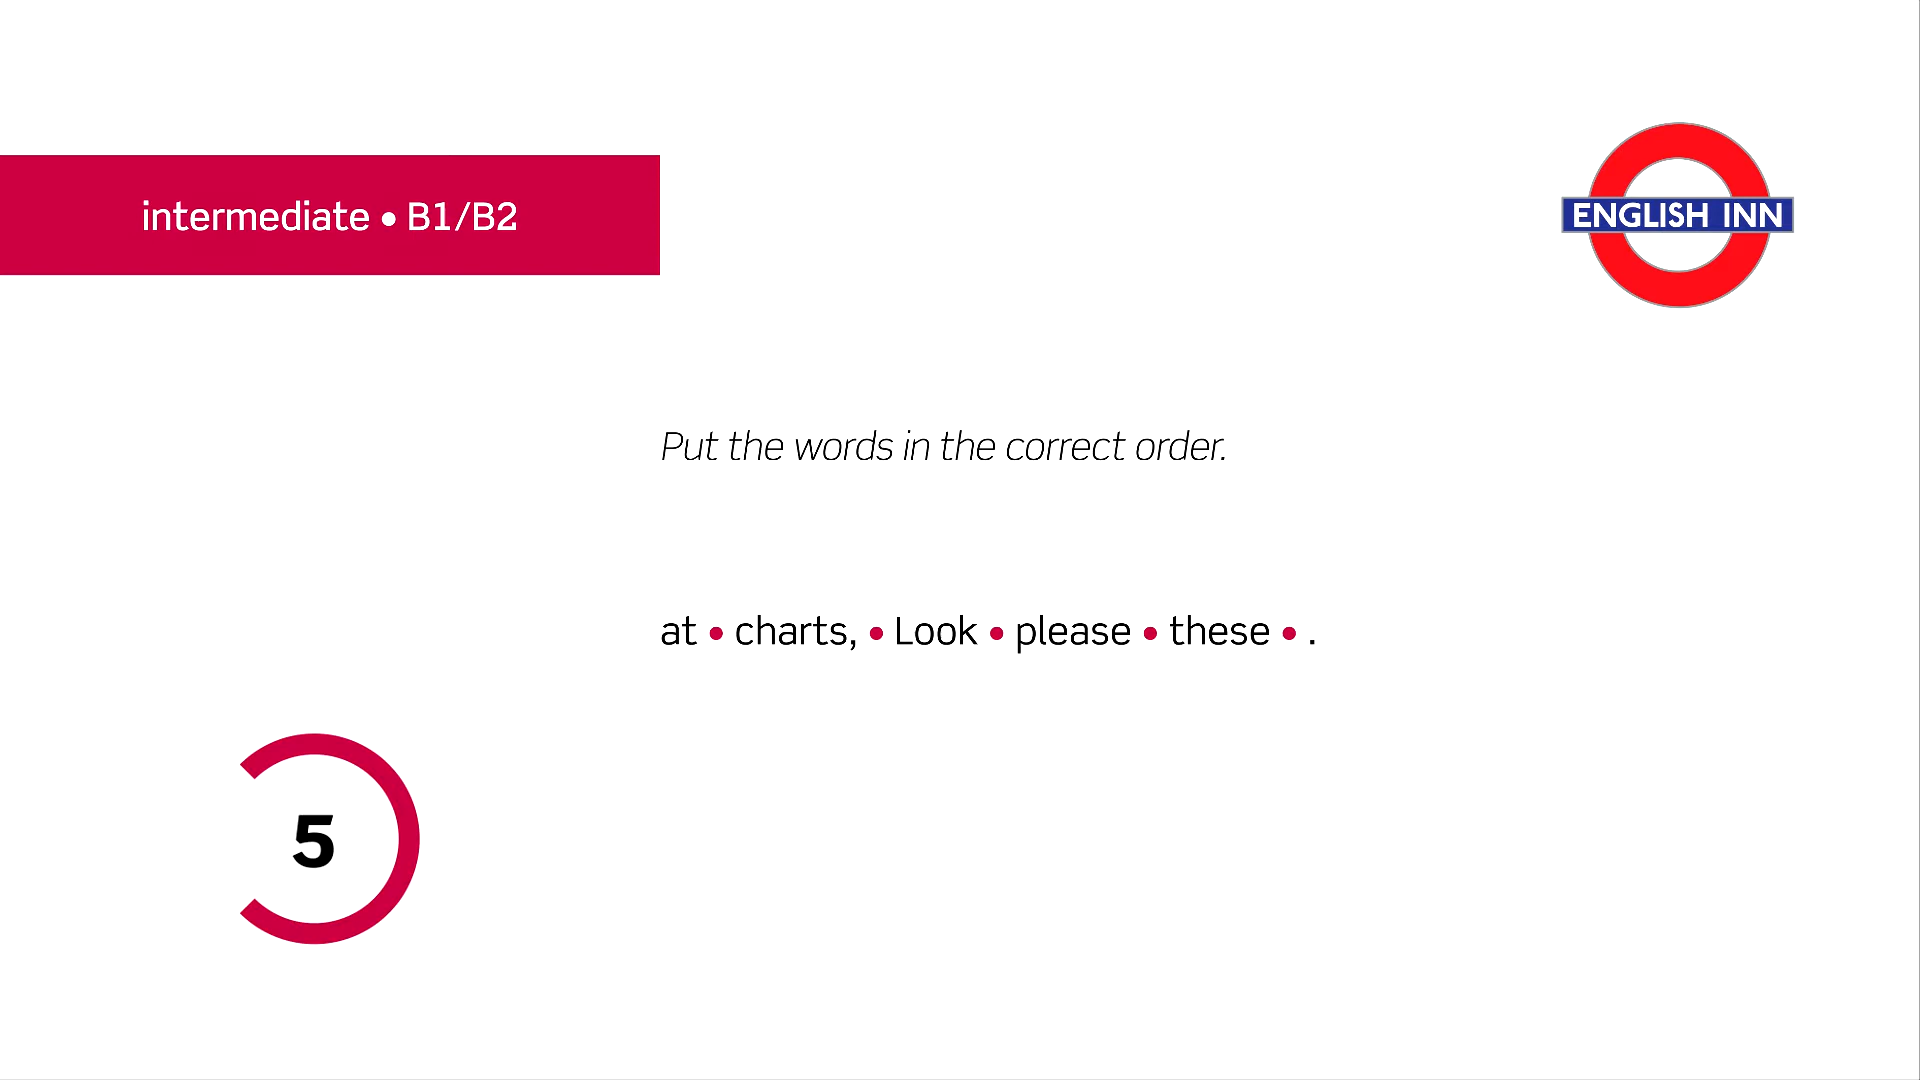 intermediate • B1/B2
ENGLISH INN
Put the words in the correct order.
at • charts, • Look • please • these • .
5